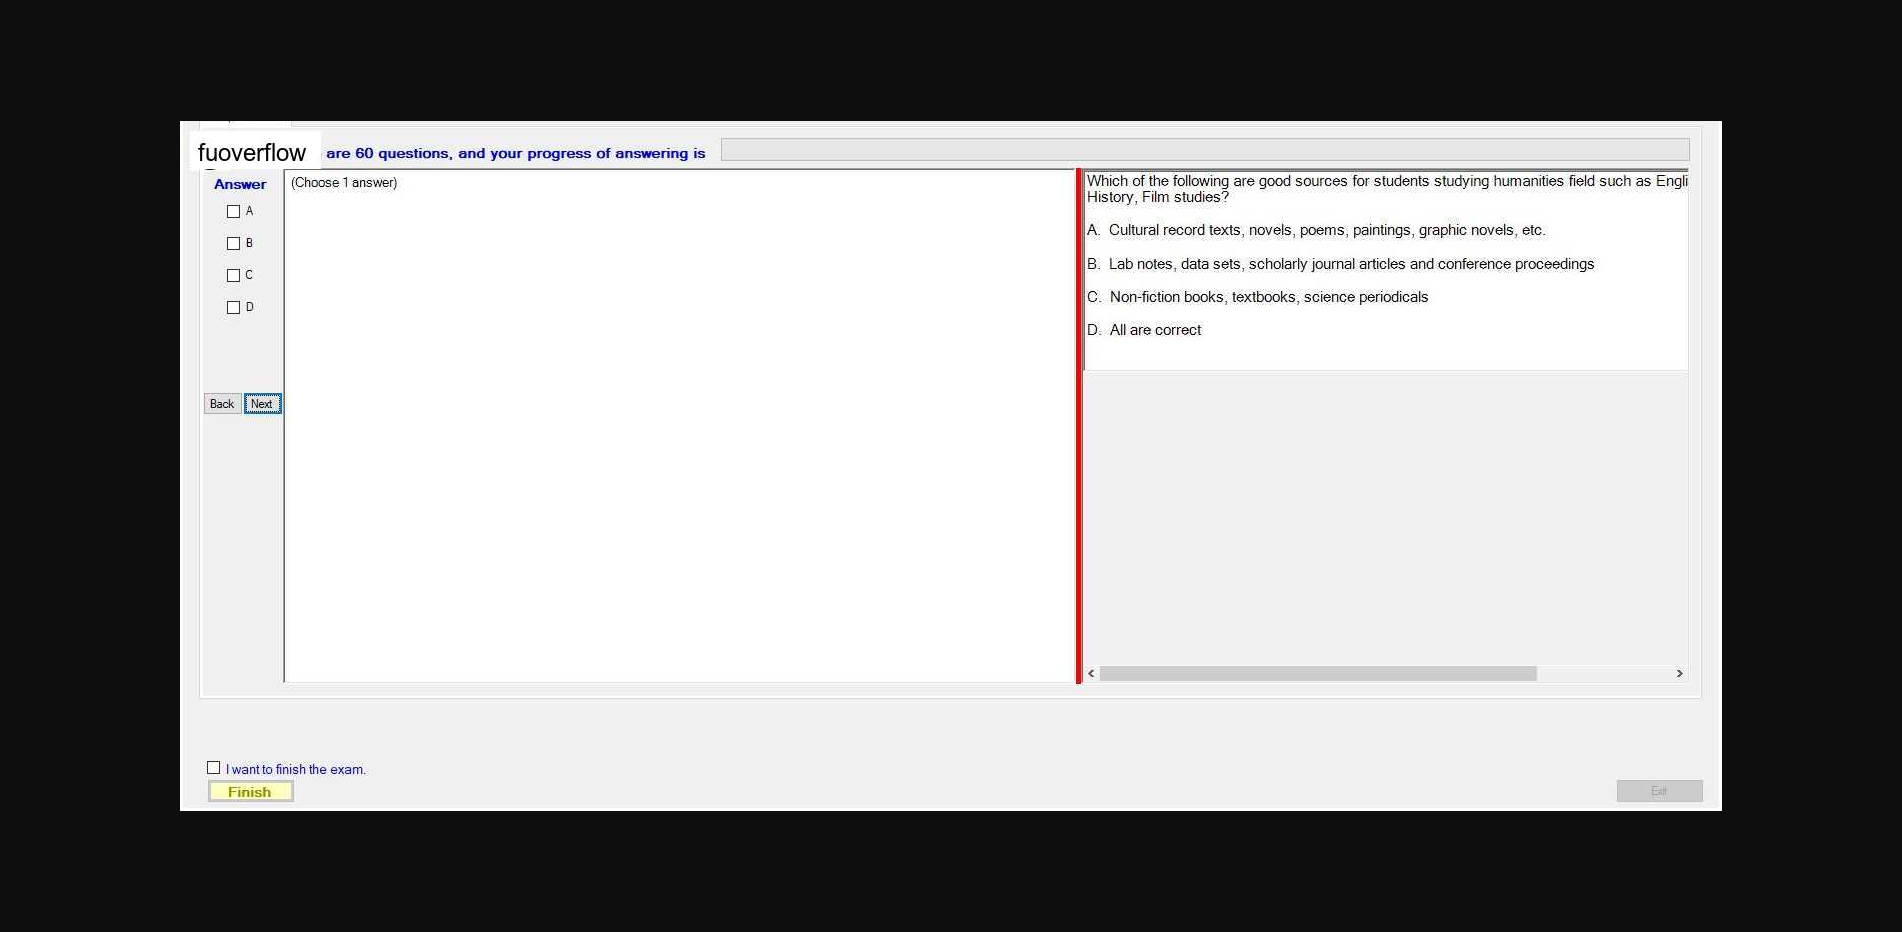 fuoverflow are 60 questions, and your progress of answering is
Answer
A
B
C
D
Back Next
(Choose 1 answer)
Which of the following are good sources for students studying humanities field such as Engli
History, Film studies?
A. Cultural record texts, novels, poems, paintings, graphic novels, etc.
B. Lab notes, data sets, scholarly journal articles and conference proceedings
C. Non-fiction books, textbooks, science periodicals
D. All are correct
I want to finish the exam.
Finish
Exit